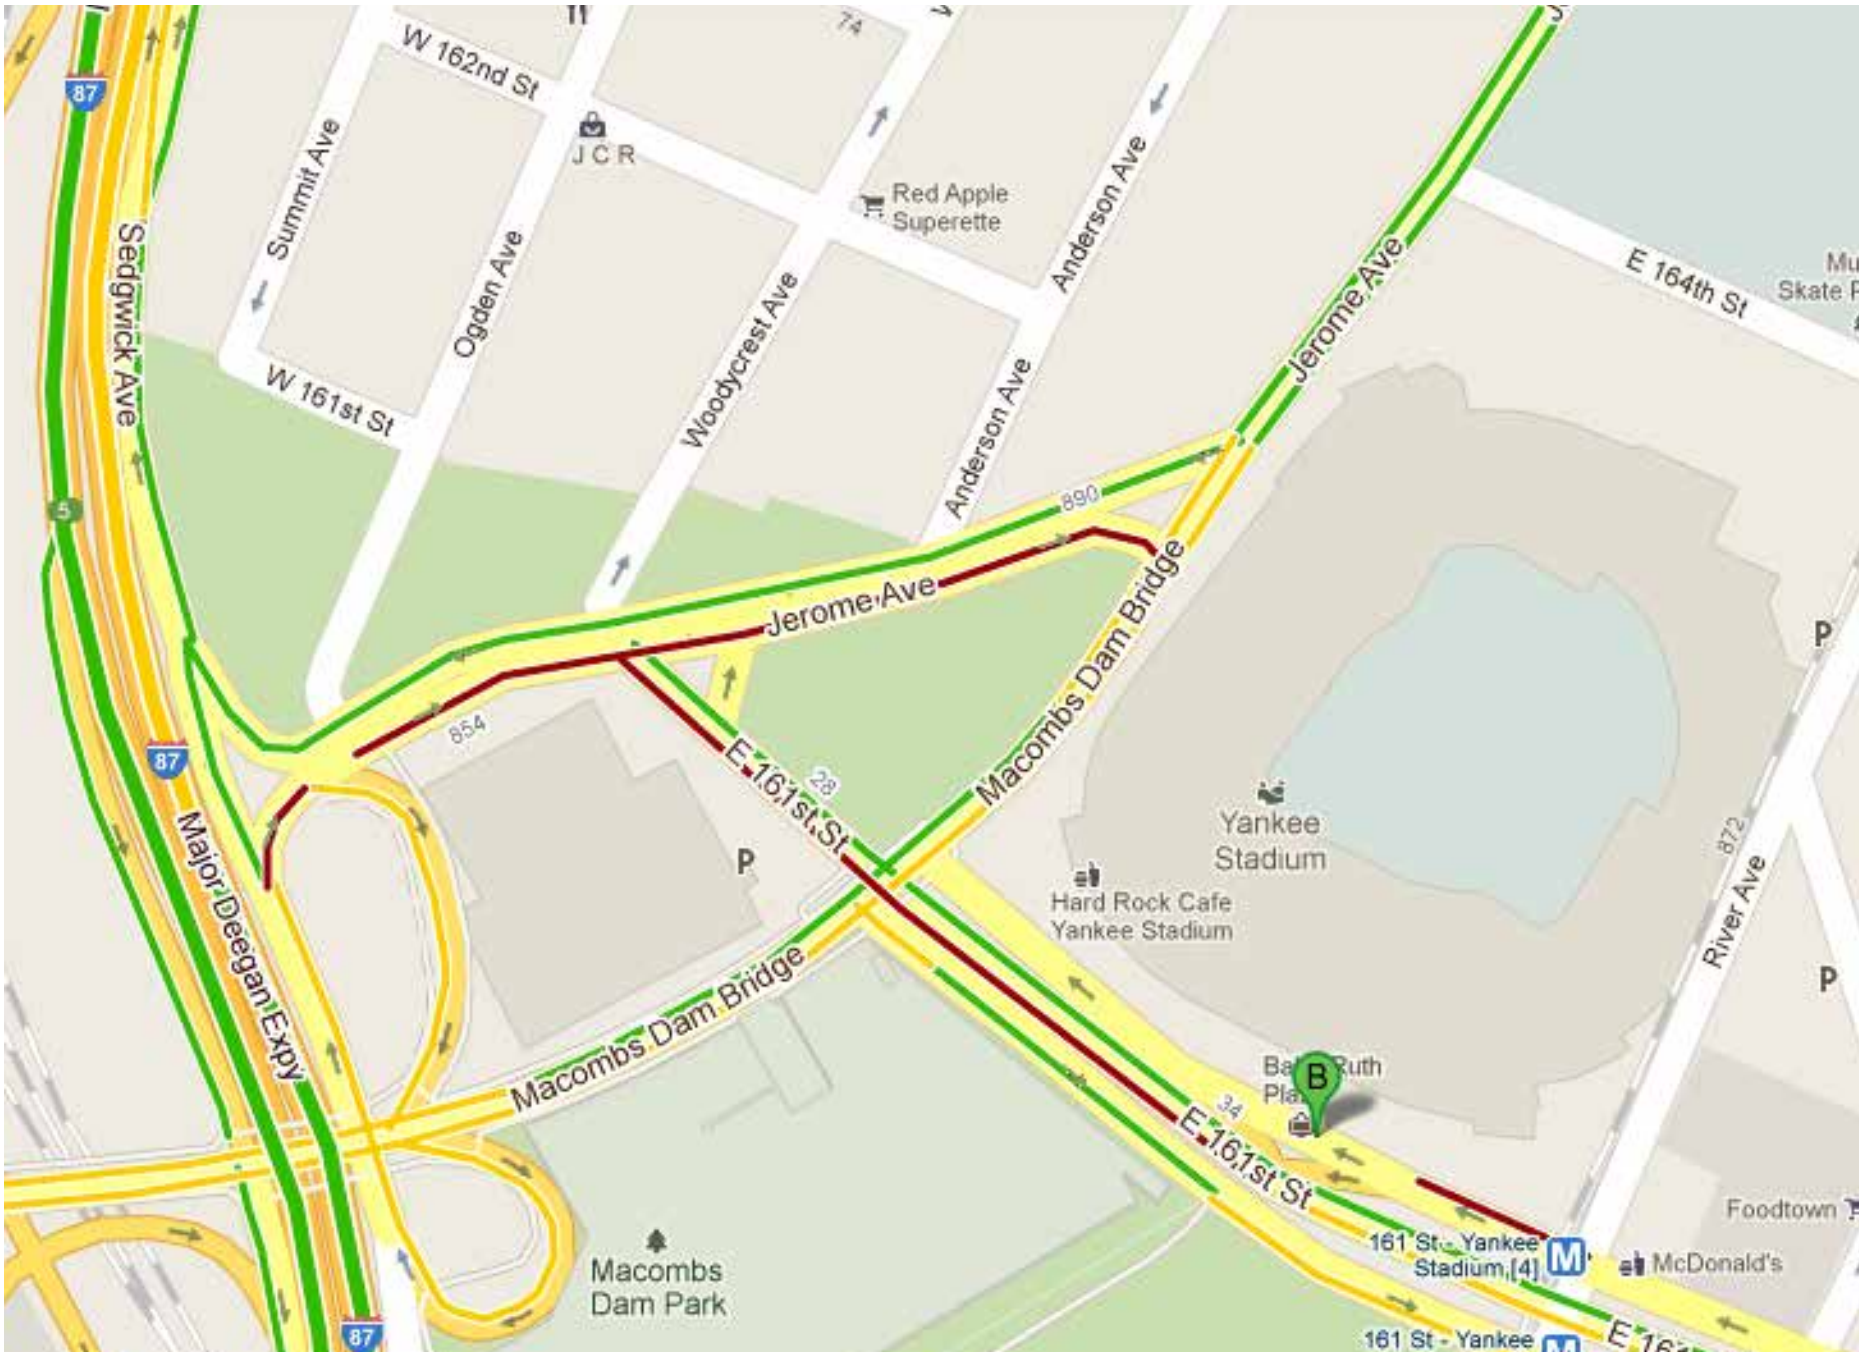 74
W 162nd St
87
J C R
Summit Ave
Red Apple
Superette
Anderson Ave
Sedgwick Ave
Ogden Ave
Jerome Ave
E 164th St
Woodycrest Ave
W 161st St
Anderson Ave
890
5
Jerome Ave
Macombs Dam Bridge
P
854
87
E 161st St
28
Yankee
Stadium
872
P
Hard Rock Cafe
Yankee Stadium
River Ave
P
Major Deegan Expy
Macombs Dam Bridge
B
34
E 161st St
Foodtown
161 St - Yankee
Stadium,[4]
M
McDonald's
Macombs
Dam Park
87
161 St - Yankee
M